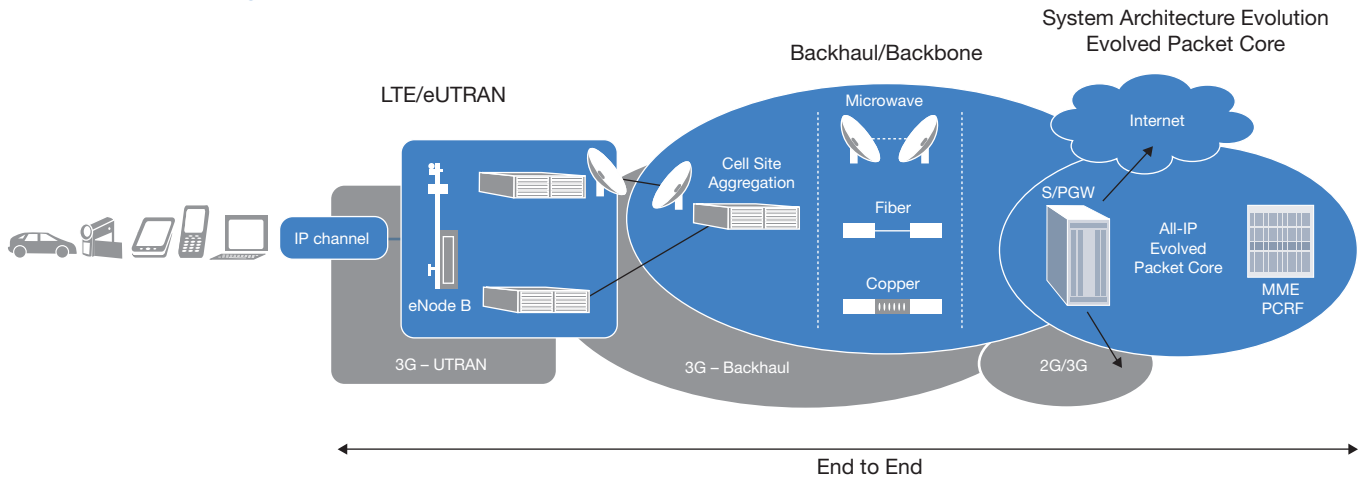 System Architecture Evolution
Evolved Packet Core
Backhaul/Backbone
LTE/eUTRAN
Microwave
Internet
Cell Site
Aggregation
S/PGW
IP channel
Fiber
All-IP
Evolved
Packet Core
eNode B
Copper
MME
PCRF
3G – UTRAN
3G – Backhaul
2G/3G
End to End